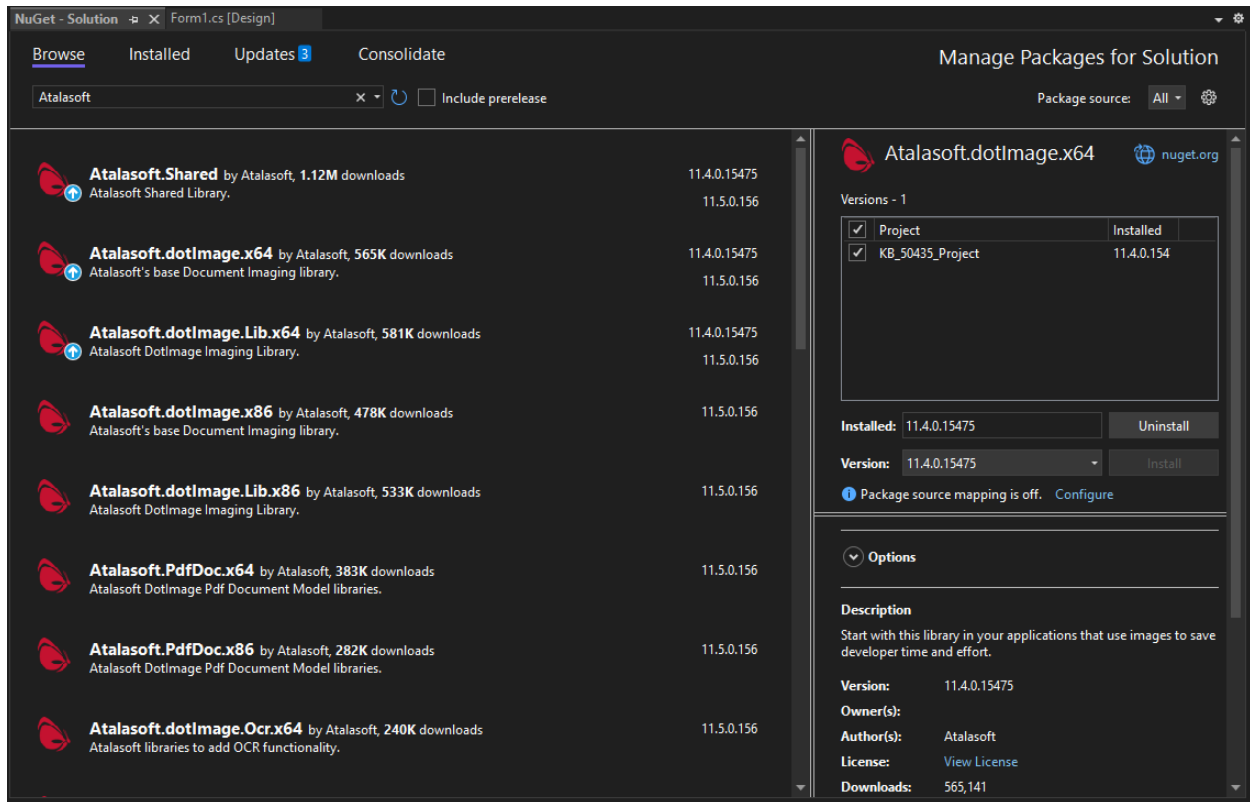 NuGet - Solution
Form1.cs [Design]
Browse
Installed
Updates 3
Consolidate
Manage Packages for Solution
Atalasoft
Include prerelease
Package source: All
Atalasoft.Shared by Atalasoft, 1.12M downloads
11.4.0.15475
Atalasoft Shared Library.
11.5.0.156
Atalasoft.dotImage.x64 by Atalasoft, 565K downloads
11.4.0.15475
Atalasoft's base Document Imaging library.
11.5.0.156
Atalasoft.dotImage.Lib.x64 by Atalasoft, 581K downloads
11.4.0.15475
Atalasoft DotImage Imaging Library.
11.5.0.156
Atalasoft.dotImage.x86 by Atalasoft, 478K downloads
11.5.0.156
Atalasoft's base Document Imaging library.
Atalasoft.dotImage.Lib.x86 by Atalasoft, 533K downloads
11.5.0.156
Atalasoft DotImage Imaging Library.
Atalasoft.PdfDoc.x64 by Atalasoft, 383K downloads
11.5.0.156
Atalasoft DotImage Pdf Document Model libraries.
Atalasoft.PdfDoc.x86 by Atalasoft, 282K downloads
11.5.0.156
Atalasoft DotImage Pdf Document Model libraries.
Atalasoft.dotImage.Ocr.x64 by Atalasoft, 240K downloads
11.5.0.156
Atalasoft libraries to add OCR functionality.
Atalasoft.dotImage.x64
nuget.org
Versions - 1
Project Installed
KB_50435_Project 11.4.0.154
Installed: 11.4.0.15475 Uninstall
Version: 11.4.0.15475 Install
Package source mapping is off. Configure
Options
Description
Start with this library in your applications that use images to save
developer time and effort.
Version: 11.4.0.15475
Owner(s):
Author(s): Atalasoft
License: View License
Downloads: 565,141